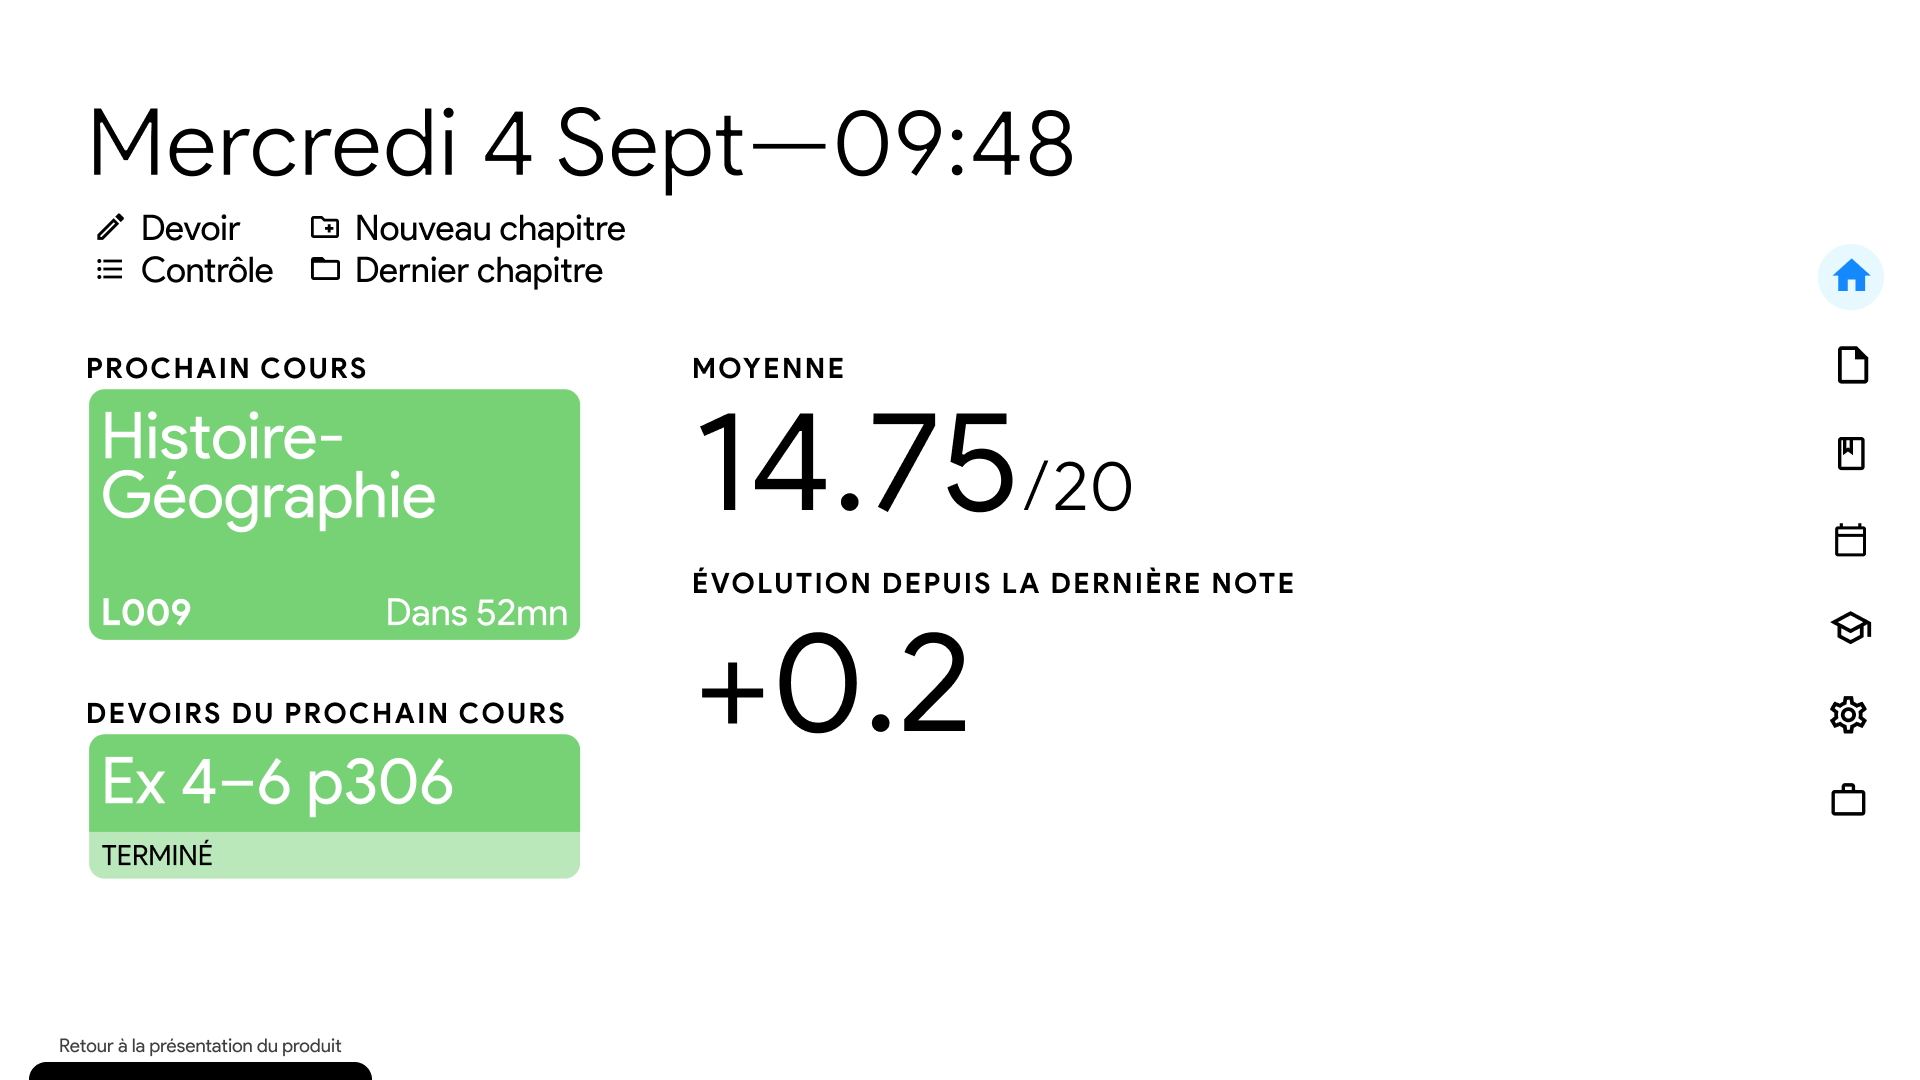 Mercredi 4 Sept—09:48
Devoir
Nouveau chapitre
Contrôle
Dernier chapitre
PROCHAIN COURS
Histoire-
Géographie
L009
Dans 52mn
DEVOIRS DU PROCHAIN COURS
Ex 4–6 p306
TERMINÉ
MOYENNE
14.75/20
ÉVOLUTION DEPUIS LA DERNIÈRE NOTE
+0.2
Retour à la présentation du produit